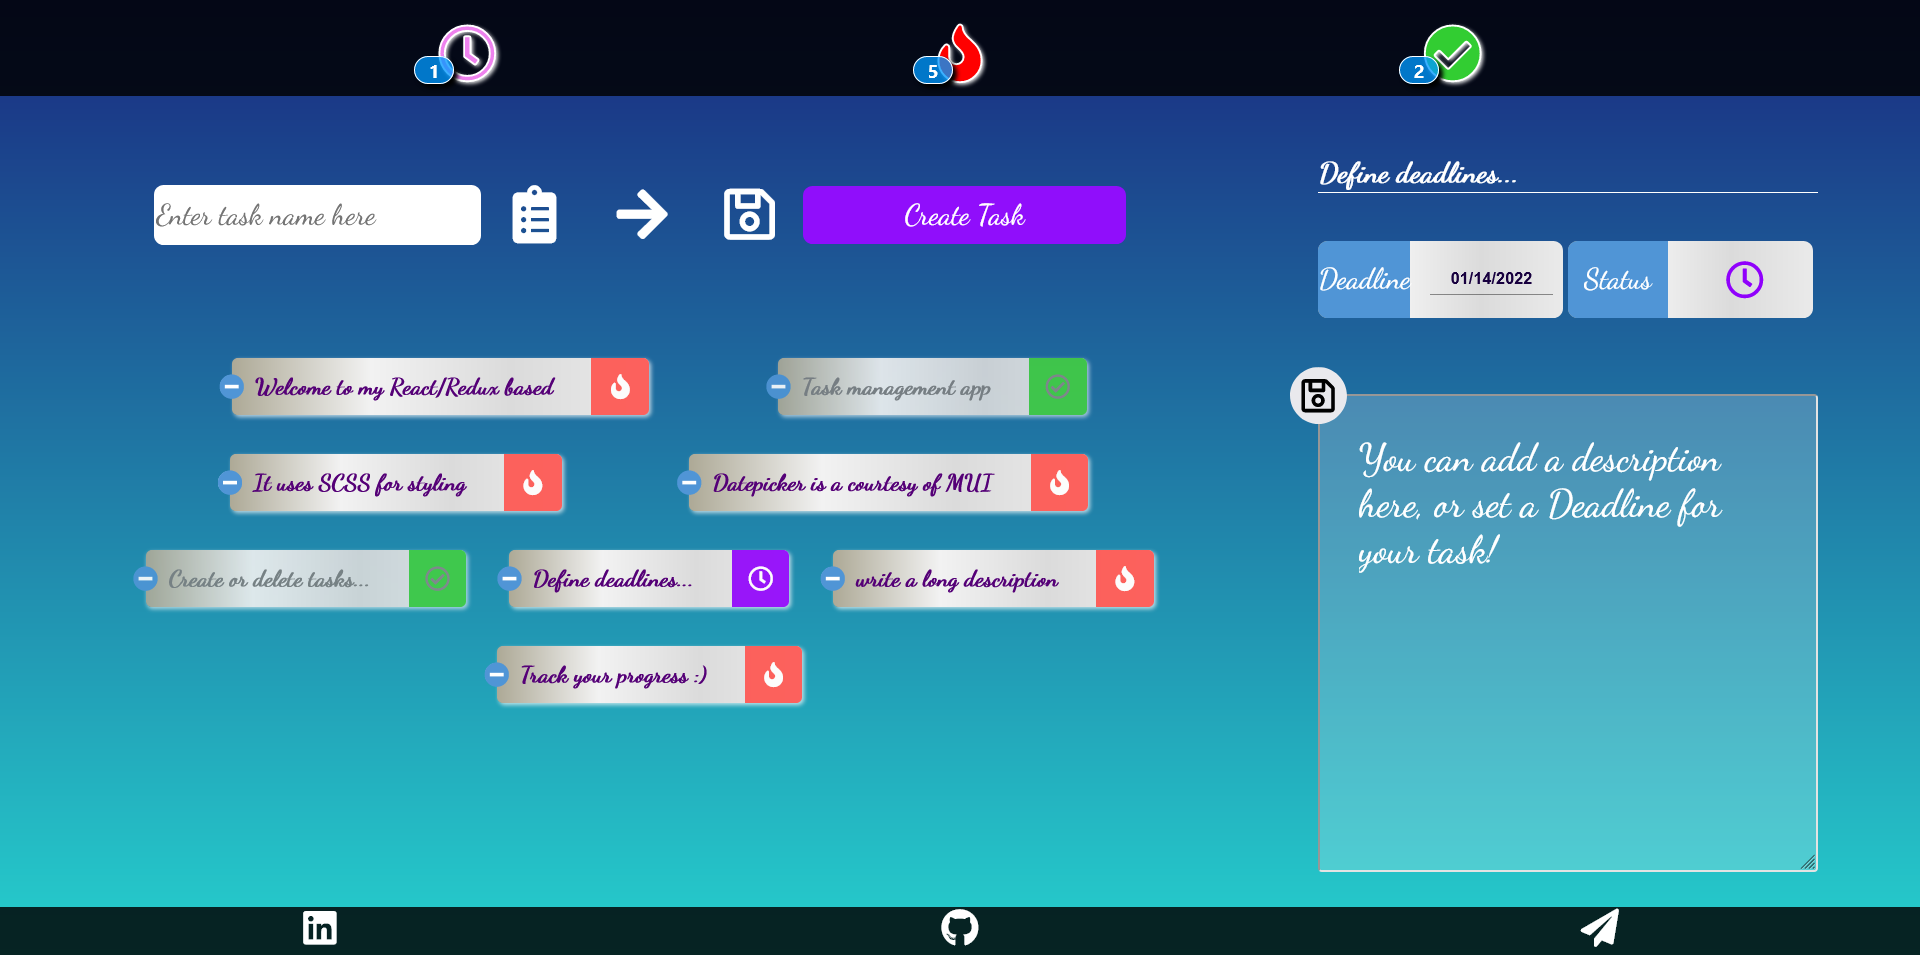 1
5
2
Enter task name here
Create Task
Define deadlines...
Deadline
01/14/2022
Status
Welcome to my React/Redux based
Task management app
It uses SCSS for styling
Datepicker is a courtesy of MUI
Create or delete tasks...
Define deadlines...
write a long description
Track your progress :)
You can add a description
here, or set a Deadline for
your task!
in